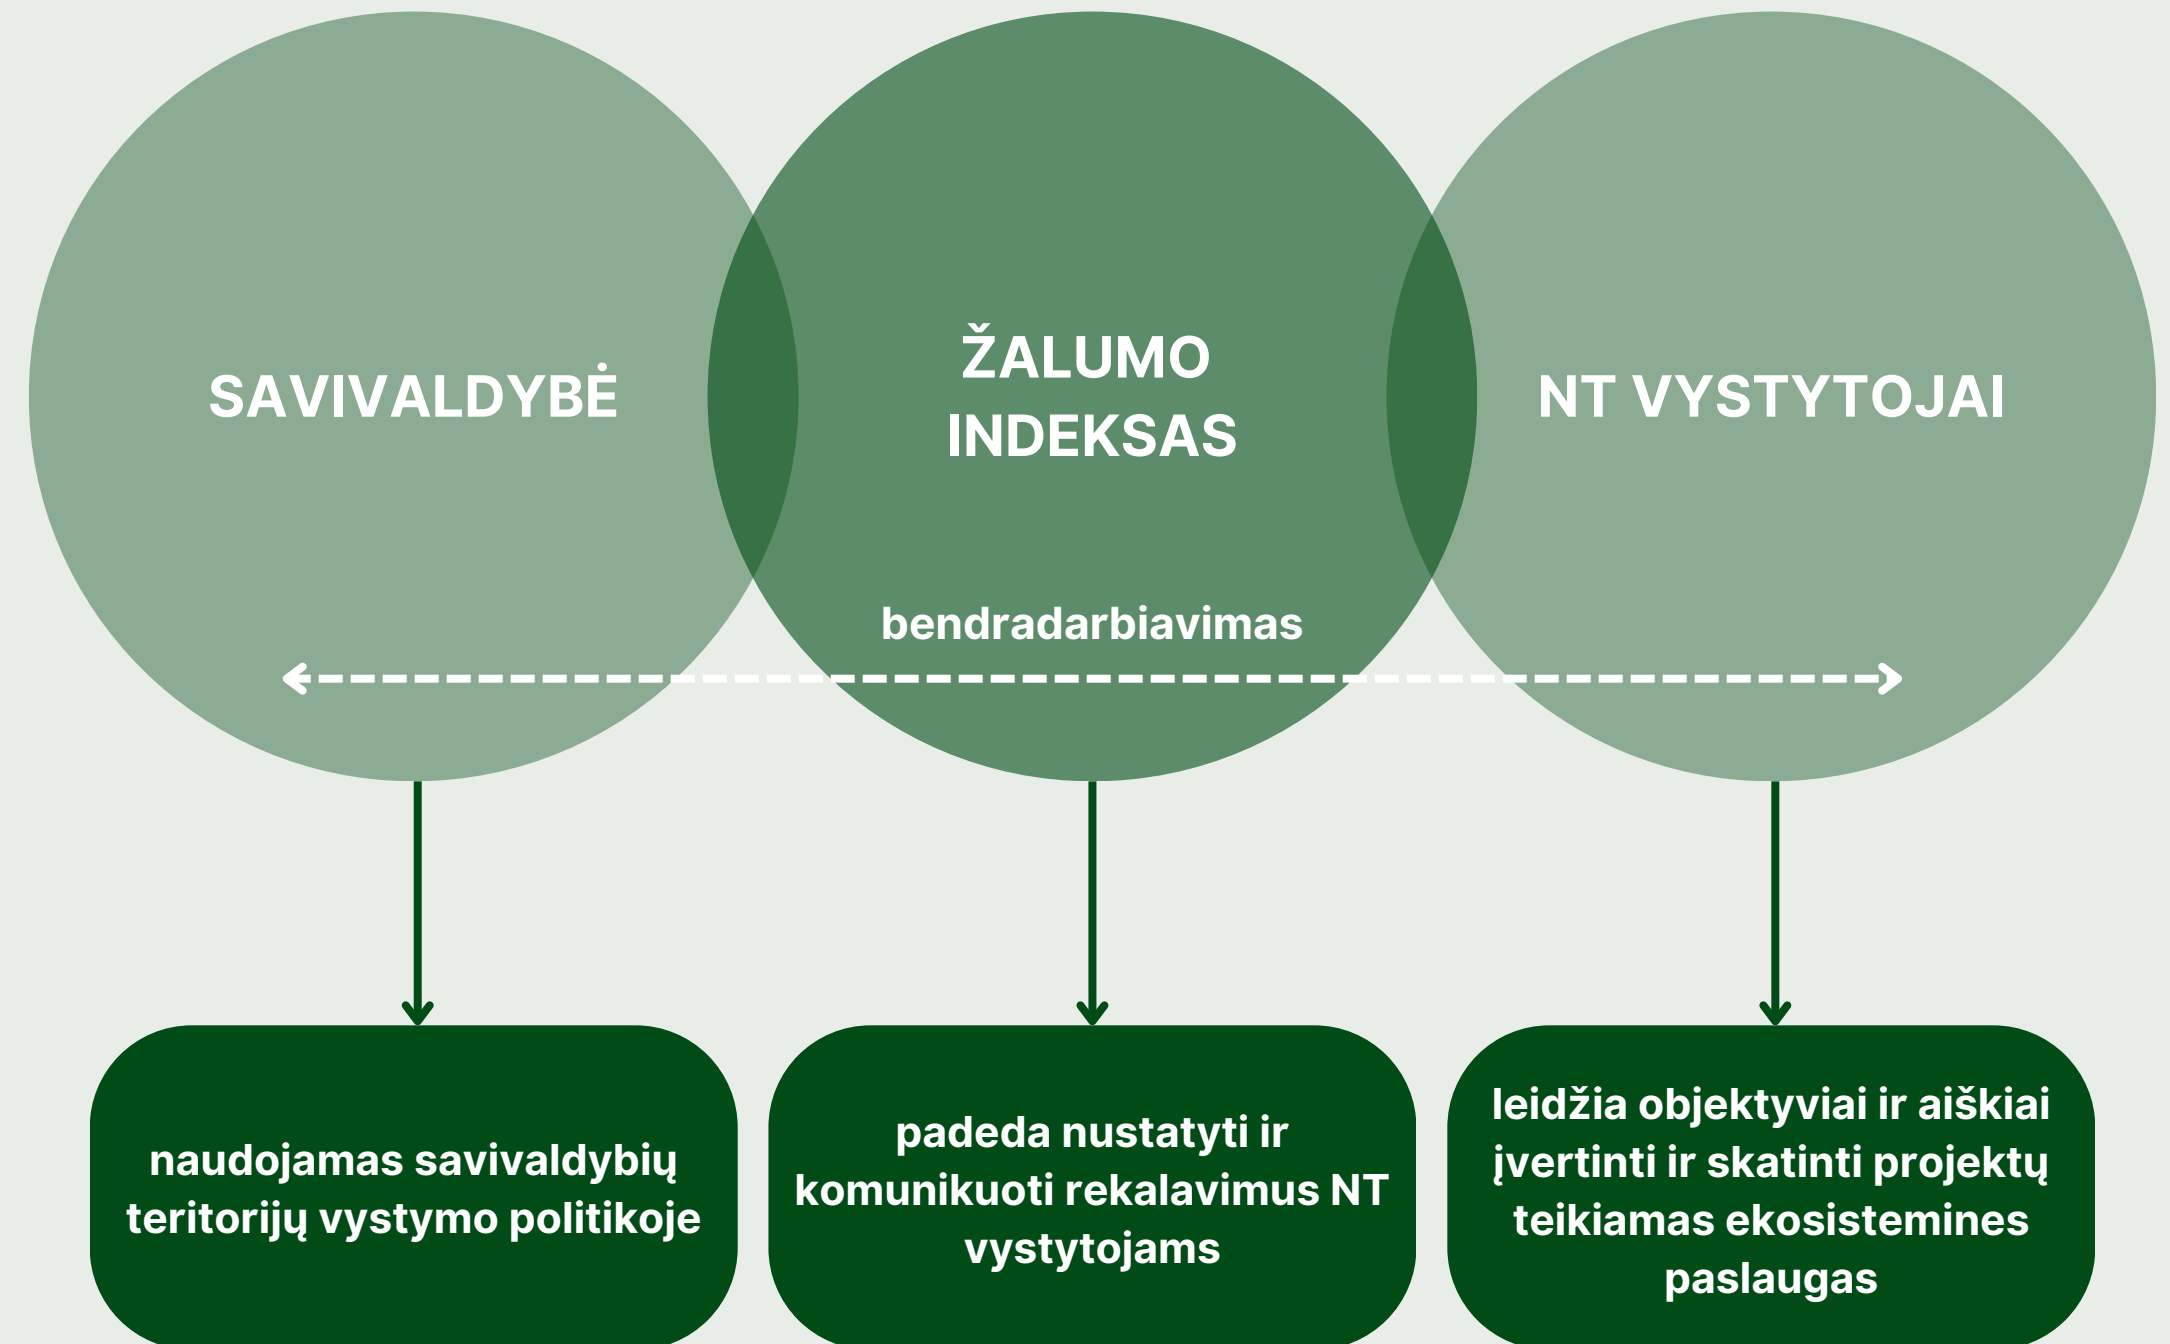 SAVIVALDYBĖ
ŽALUMO
INDEKSAS
NT VYSTYTOJAI
bendradarbiavimas
naudojamas savivaldybių
teritorijų vystymo politikoje
padeda nustatyti ir
komunikuoti rekalavimus NT
vystytojams
leidžia objektyviai ir aiškiai
įvertinti ir skatinti projektų
teikiamas ekosistemines
paslaugas